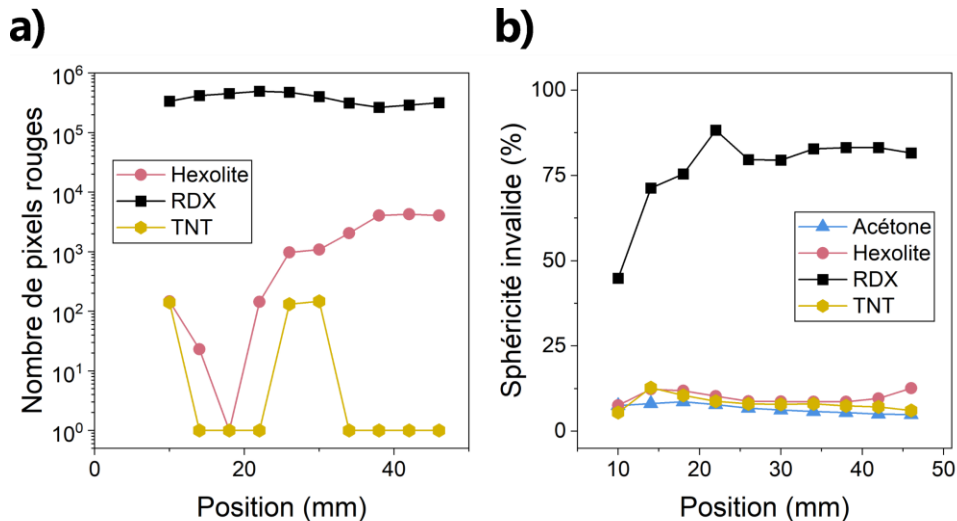 a)
Nombre de pixels rouges
10⁶
10⁵
10⁴
10³
10²
10¹
10⁰
Hexolite
RDX
TNT
0
20
40
Position (mm)
b)
Sphéricité invalide (%)
100
75
50
25
0
Acétone
Hexolite
RDX
TNT
10
20
30
40
50
Position (mm)